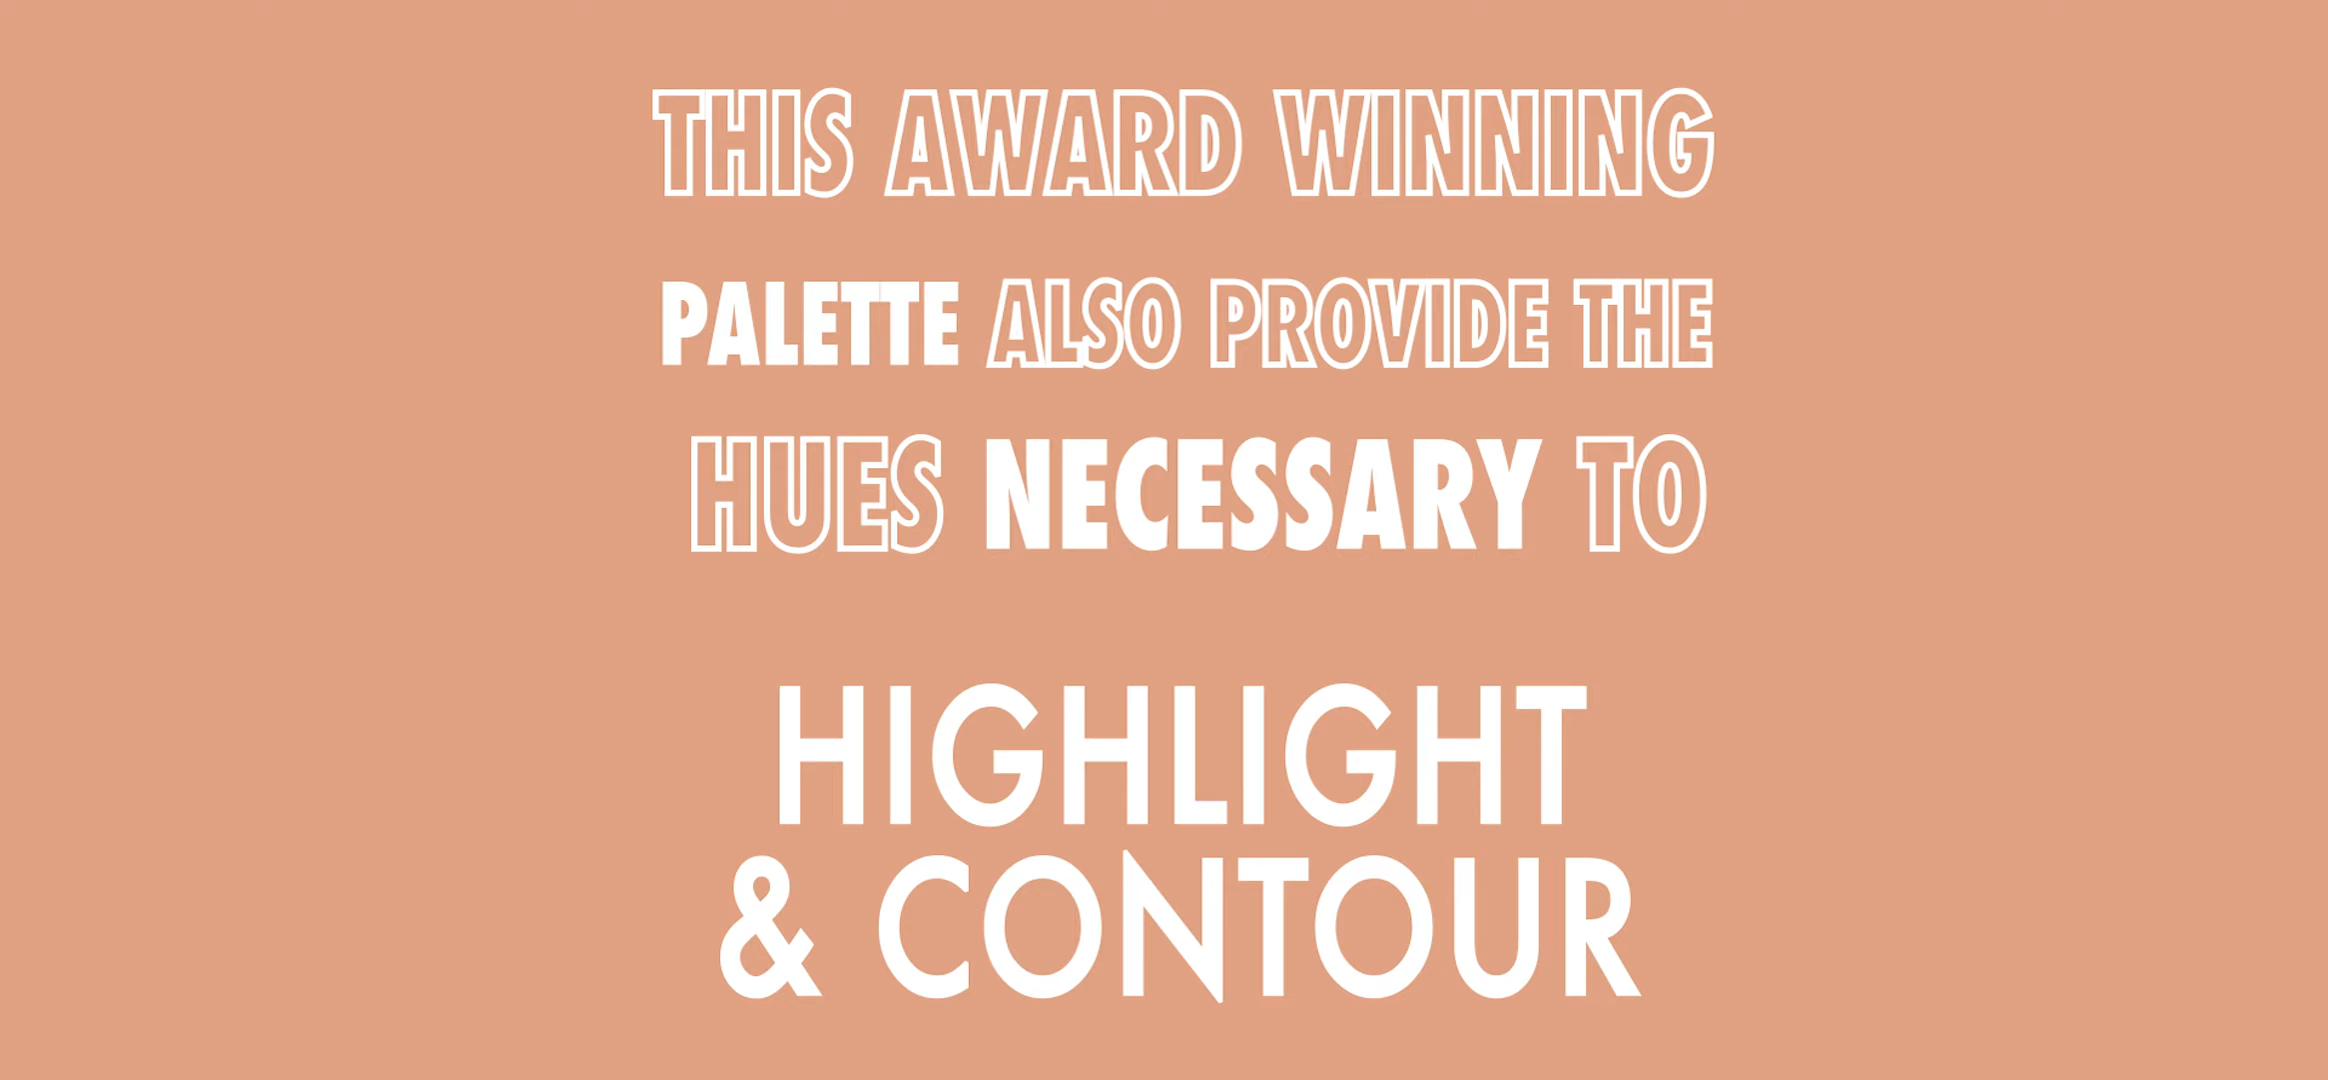 THIS AWARD WINNING
PALETTE ALSO PROVIDE THE
HUES NECESSARY TO
HIGHLIGHT
& CONTOUR